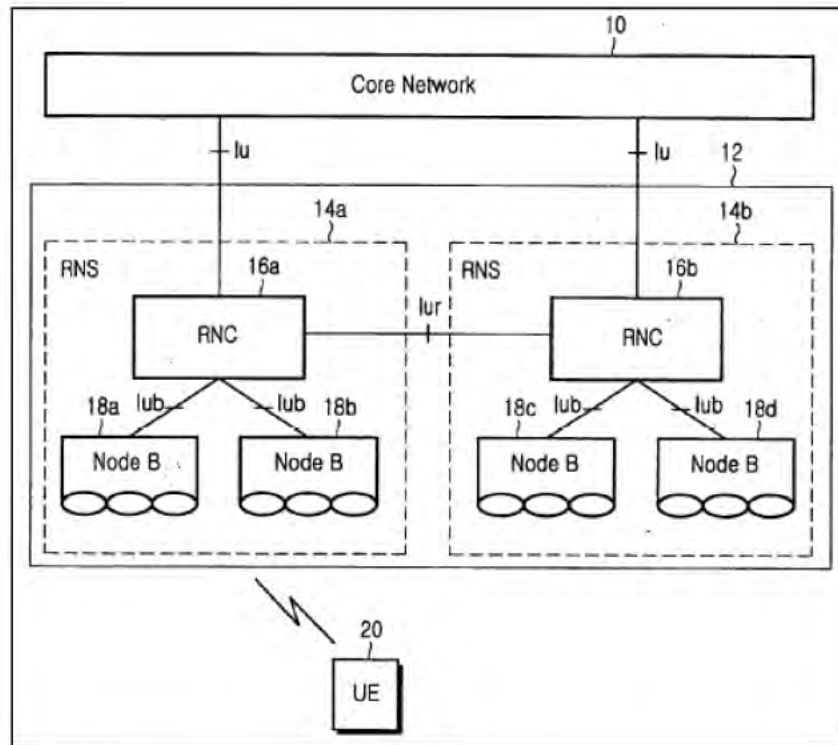 10
Core Network
Iu
Iu
12
14a
14b
RNS
16a
RNS
16b
RNC
Iur
RNC
18a
Iub
Iub
18b
18c
Iub
Iub
18d
Node B
Node B
Node B
Node B
20
UE